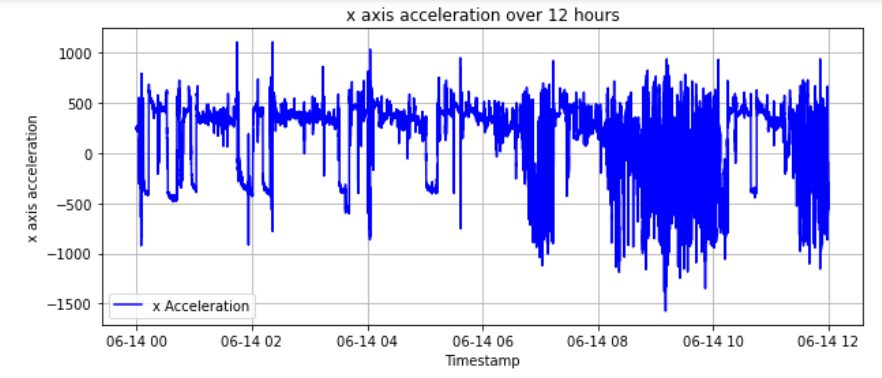 x axis acceleration over 12 hours
x axis acceleration
1000
500
0
−500
−1000
−1500
x Acceleration
06-14 00 06-14 02 06-14 04 06-14 06 06-14 08 06-14 10 06-14 12
Timestamp